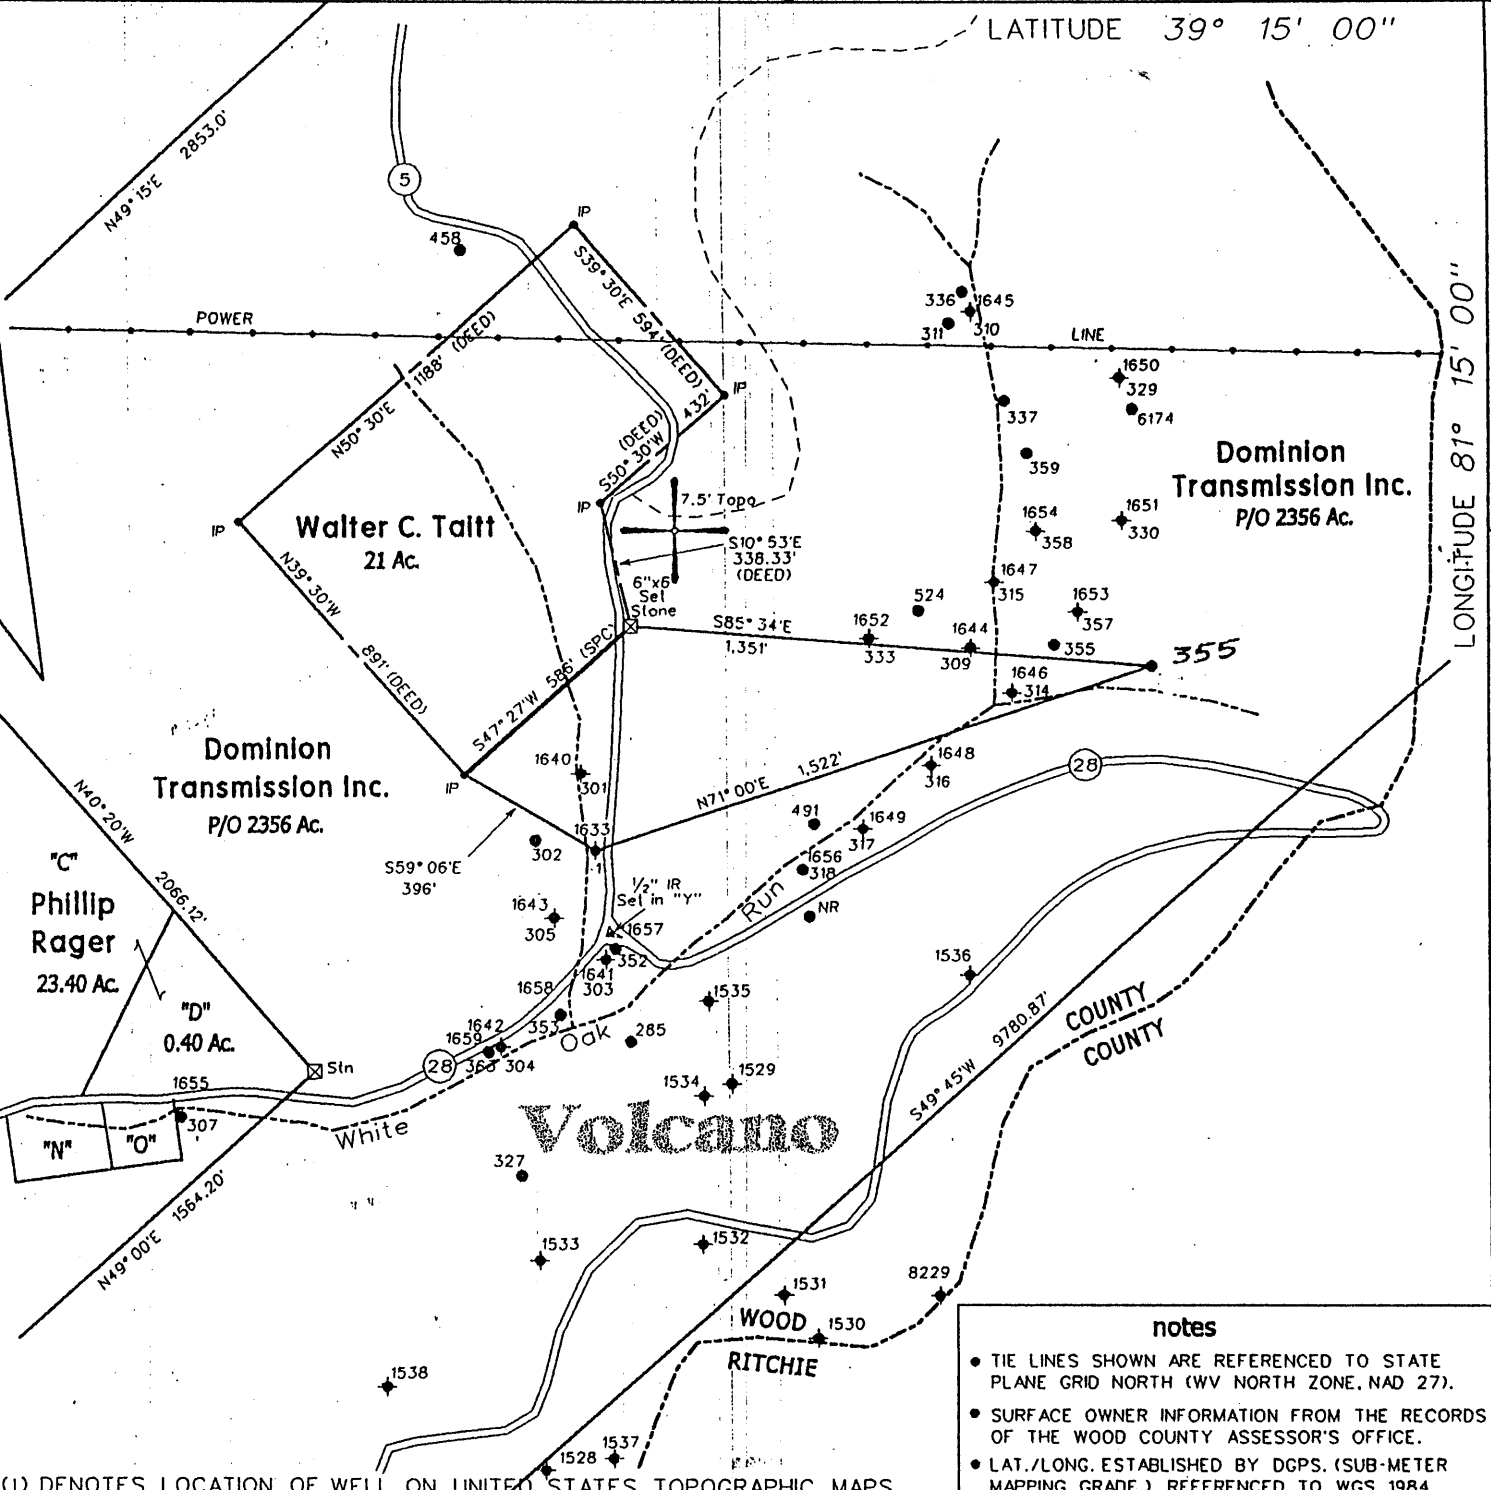 LATITUDE 39° 15' 00"
N49° 15'E 2853.0'
5
IP
458
S39° 30'E 594' (DEED)
POWER
LINE
336
1645
311
310
LONGITUDE 81° 15' 00"
1188' (DEED)
N50° 30'E
1650
329
6174
337
IP
(DEED) 432'
S50° 30'W
359
Dominion
Transmission Inc.
P/O 2356 Ac.
IP
7.5' Topo
IP
Walter C. Taitt
21 Ac.
1654
358
1651
330
S10° 53'E
338.33'
(DEED)
6"x6"
Set
Stone
N39° 30'W
891' (DEED)
1647
315
524
1653
357
S85° 34'E
1,351'
1652
333
1644
309
355
355
1646
314
S47° 27'W 586' (SPC)
Dominion
Transmission Inc.
P/O 2356 Ac.
1640
301
IP
N71° 00'E 1,522'
1648
316
28
N40° 20'W 2066.12'
491
1649
317
1633
1
302
S59° 06'E
396'
"C"
Phillip
Rager
23.40 Ac.
1656
318
Run
NR
1/2" IR
Set in "Y"
1643
305
1657
352
1641
303
1536
"D"
0.40 Ac.
1658
353
1535
COUNTY
COUNTY
S49° 45'W 9780.87'
1642
1659
363
304
Oak
285
Stn
28
1655
307
1534
1529
"N"
"O"
White
Volcano
327
N49° 00'E 1564.20'
1533
1532
1531
8229
WOOD
1530
RITCHIE
1538
1537
1528
notes
● TIE LINES SHOWN ARE REFERENCED TO STATE
PLANE GRID NORTH (WV NORTH ZONE, NAD 27).
● SURFACE OWNER INFORMATION FROM THE RECORDS
OF THE WOOD COUNTY ASSESSOR'S OFFICE.
● LAT./LONG. ESTABLISHED BY DGPS. (SUB-METER
MAPPING GRADE.) REFERENCED TO WGS 1984
DENOTES LOCATION OF WELL ON UNITED STATES TOPOGRAPHIC MAPS